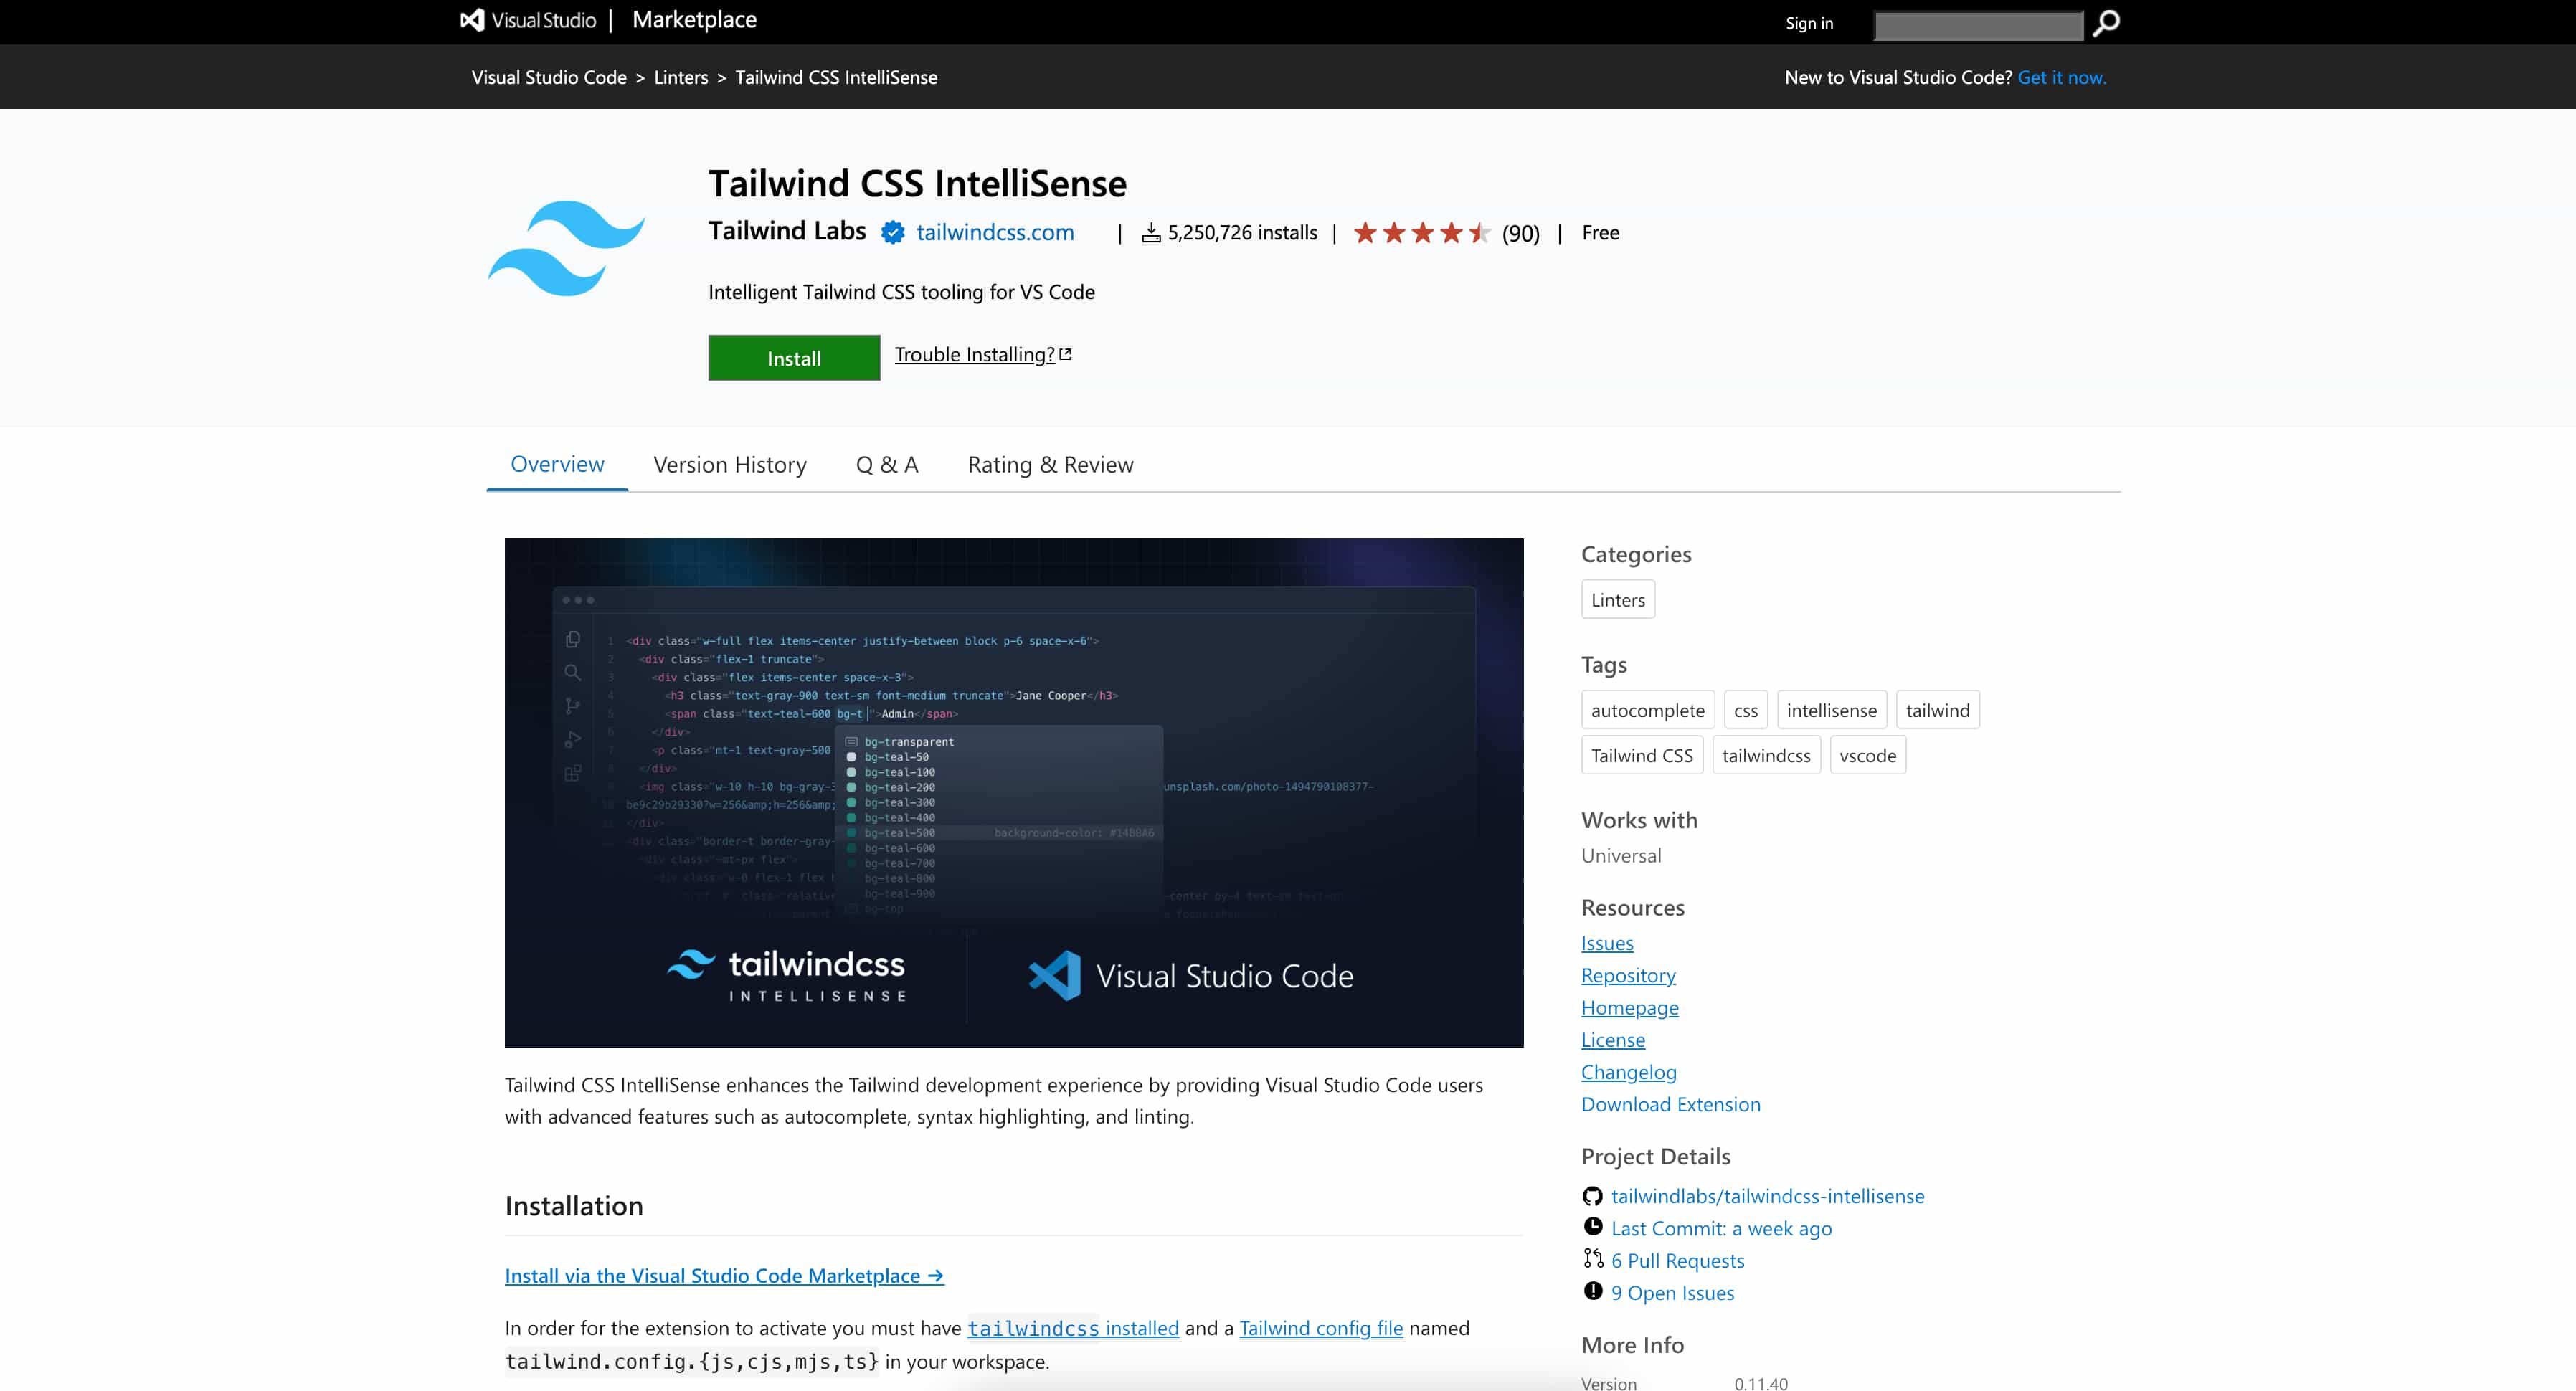 Visual Studio | Marketplace
Sign in
Visual Studio Code > Linters > Tailwind CSS IntelliSense
New to Visual Studio Code? Get it now.
Tailwind CSS IntelliSense
Tailwind Labs tailwindcss.com | 5,250,726 installs | (90) | Free
Intelligent Tailwind CSS tooling for VS Code
Install Trouble Installing?
Overview Version History Q & A Rating & Review
1 <div class="w-full flex items-center justify-between block p-6 space-x-6">
2 <div class="flex-1 truncate">
3 <div class="flex items-center space-x-3">
4 <h3 class="text-gray-900 text-sm font-medium truncate">Jane Cooper</h3>
5 <span class="text-teal-600 bg-t ">Admin</span>
6 </div>
7 <p class="mt-1 text-gray-500
8 </div>
<img class="w-10 h-10 bg-gray-3
unsplash.com/photo-1494790108377-
be9c29b29330?w=256&amp;h=256&amp;
</div>
<div class="border-t border-gray-
<div class="-mt-px flex">
<div class="w-0 flex-1 flex
bg-transparent
bg-teal-50
bg-teal-100
bg-teal-200
bg-teal-300
bg-teal-400
bg-teal-500 background-color: #14B8A6
bg-teal-600
bg-teal-700
bg-teal-800
bg-teal-900
bg-top
tailwindcss
INTELLISENSE
Visual Studio Code
Tailwind CSS IntelliSense enhances the Tailwind development experience by providing Visual Studio Code users
with advanced features such as autocomplete, syntax highlighting, and linting.
Installation
Install via the Visual Studio Code Marketplace →
In order for the extension to activate you must have tailwindcss installed and a Tailwind config file named
tailwind.config.{js,cjs,mjs,ts} in your workspace.
Categories
Linters
Tags
autocomplete css intellisense tailwind
Tailwind CSS tailwindcss vscode
Works with
Universal
Resources
Issues
Repository
Homepage
License
Changelog
Download Extension
Project Details
tailwindlabs/tailwindcss-intellisense
Last Commit: a week ago
6 Pull Requests
9 Open Issues
More Info
Version 0.11.40